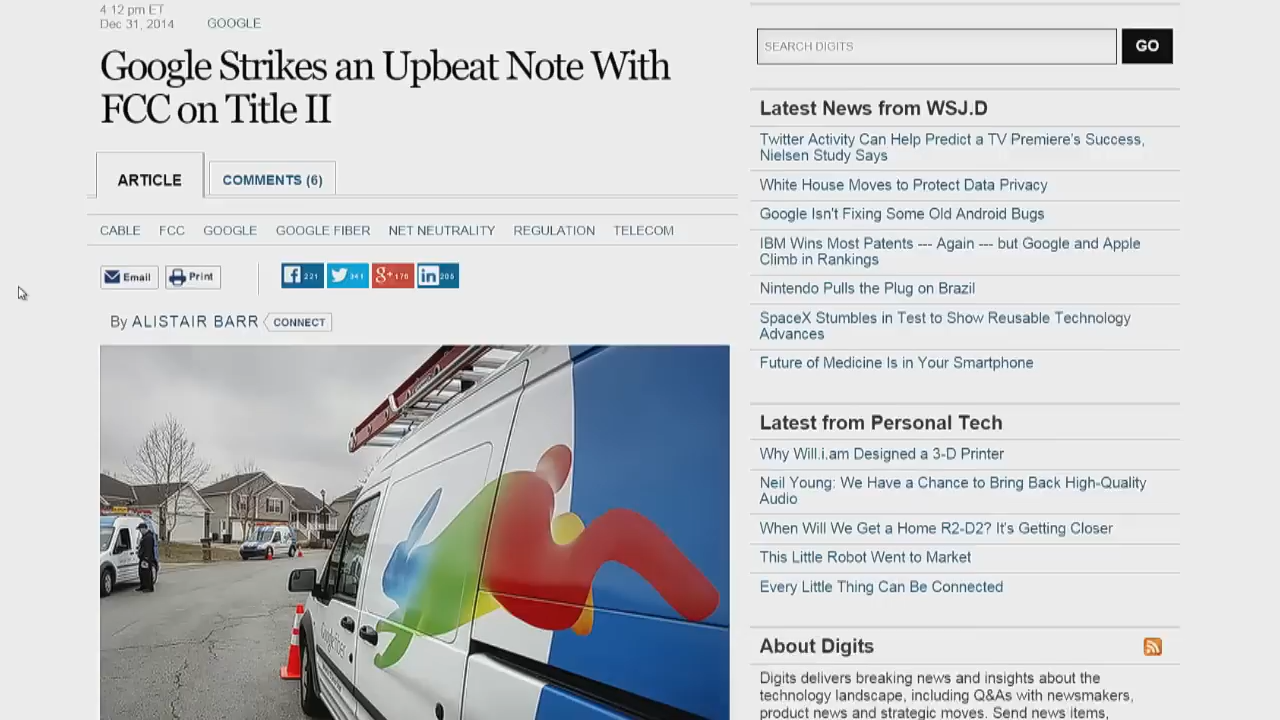 4 12 pm ET
Dec 31, 2014 GOOGLE
Google Strikes an Upbeat Note With
FCC on Title II
ARTICLE COMMENTS (6)
CABLE FCC GOOGLE GOOGLE FIBER NET NEUTRALITY REGULATION TELECOM
Email Print 221 341 g+ 176 in 205
By ALISTAIR BARR CONNECT
SEARCH DIGITS GO
Latest News from WSJ.D
Twitter Activity Can Help Predict a TV Premiere's Success,
Nielsen Study Says
White House Moves to Protect Data Privacy
Google Isn't Fixing Some Old Android Bugs
IBM Wins Most Patents --- Again --- but Google and Apple
Climb in Rankings
Nintendo Pulls the Plug on Brazil
SpaceX Stumbles in Test to Show Reusable Technology
Advances
Future of Medicine Is in Your Smartphone
Latest from Personal Tech
Why Will.i.am Designed a 3-D Printer
Neil Young: We Have a Chance to Bring Back High-Quality
Audio
When Will We Get a Home R2-D2? It's Getting Closer
This Little Robot Went to Market
Every Little Thing Can Be Connected
About Digits
Digits delivers breaking news and insights about the
technology landscape, including Q&As with newsmakers,
product news and strategic moves. Send news items,